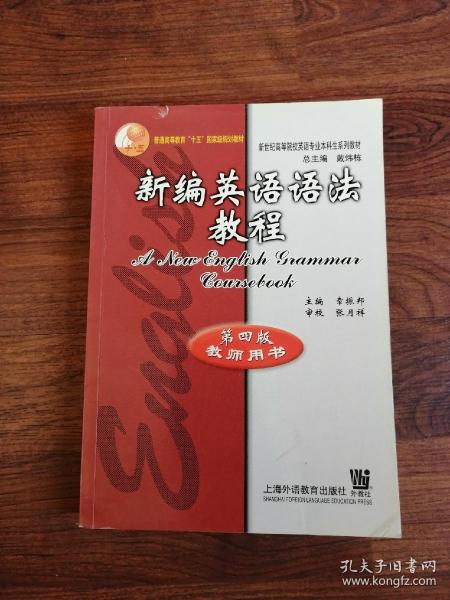 普通高等教育“十五”国家级规划教材
新世纪高等院校英语专业本科生系列教材
总主编 戴炜栋
新编英语语法
教程
A New English Grammar
Coursebook
主编 章振邦
审校 张月祥
第四版
教师用书
English
上海外语教育出版社
SHANGHAI FOREIGN LANGUAGE EDUCATION PRESS
外教社
孔夫子旧书网
www.kongfz.com